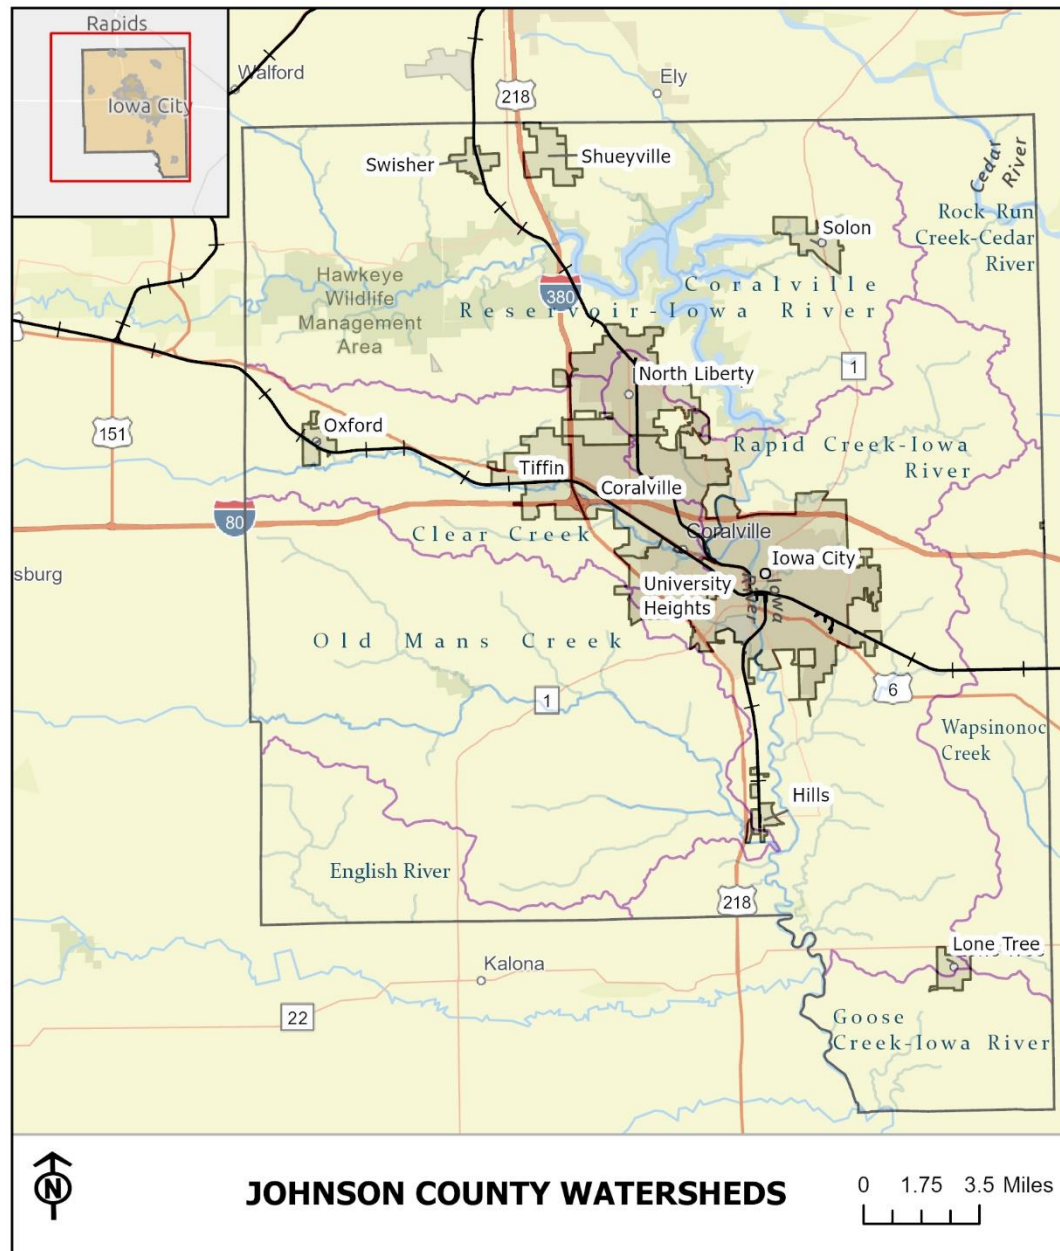 Rapids
Iowa City
Walford
218
Ely
Swisher
Shueyville
Cedar
River
Solon
Rock Run
Creek-Cedar
River
Hawkeye
Wildlife
Management
Area
380
Coralville
Reservoir-Iowa River
North Liberty
1
151
Oxford
Rapid Creek-Iowa
River
Tiffin
Coralville
80
Clear Creek
Coralville
Iowa City
sburg
University
Heights
Iowa
River
Old Mans Creek
1
6
Wapsinonoc
Creek
Hills
English River
218
Kalona
Lone Tree
22
Goose
Creek-Iowa River
N
JOHNSON COUNTY WATERSHEDS
0 1.75 3.5 Miles